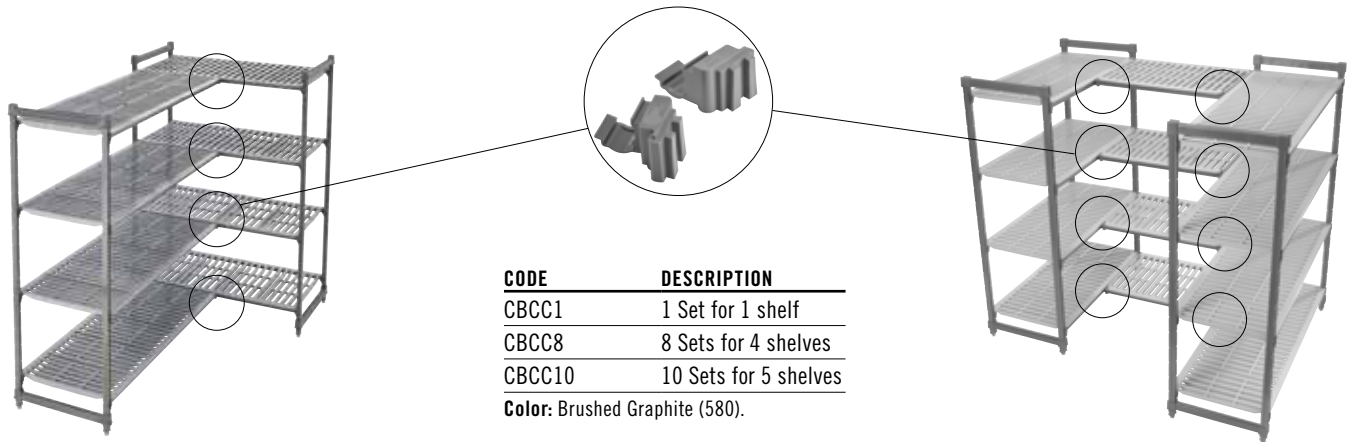 CODE DESCRIPTION
CBCC1 1 Set for 1 shelf
CBCC8 8 Sets for 4 shelves
CBCC10 10 Sets for 5 shelves
Color: Brushed Graphite (580).